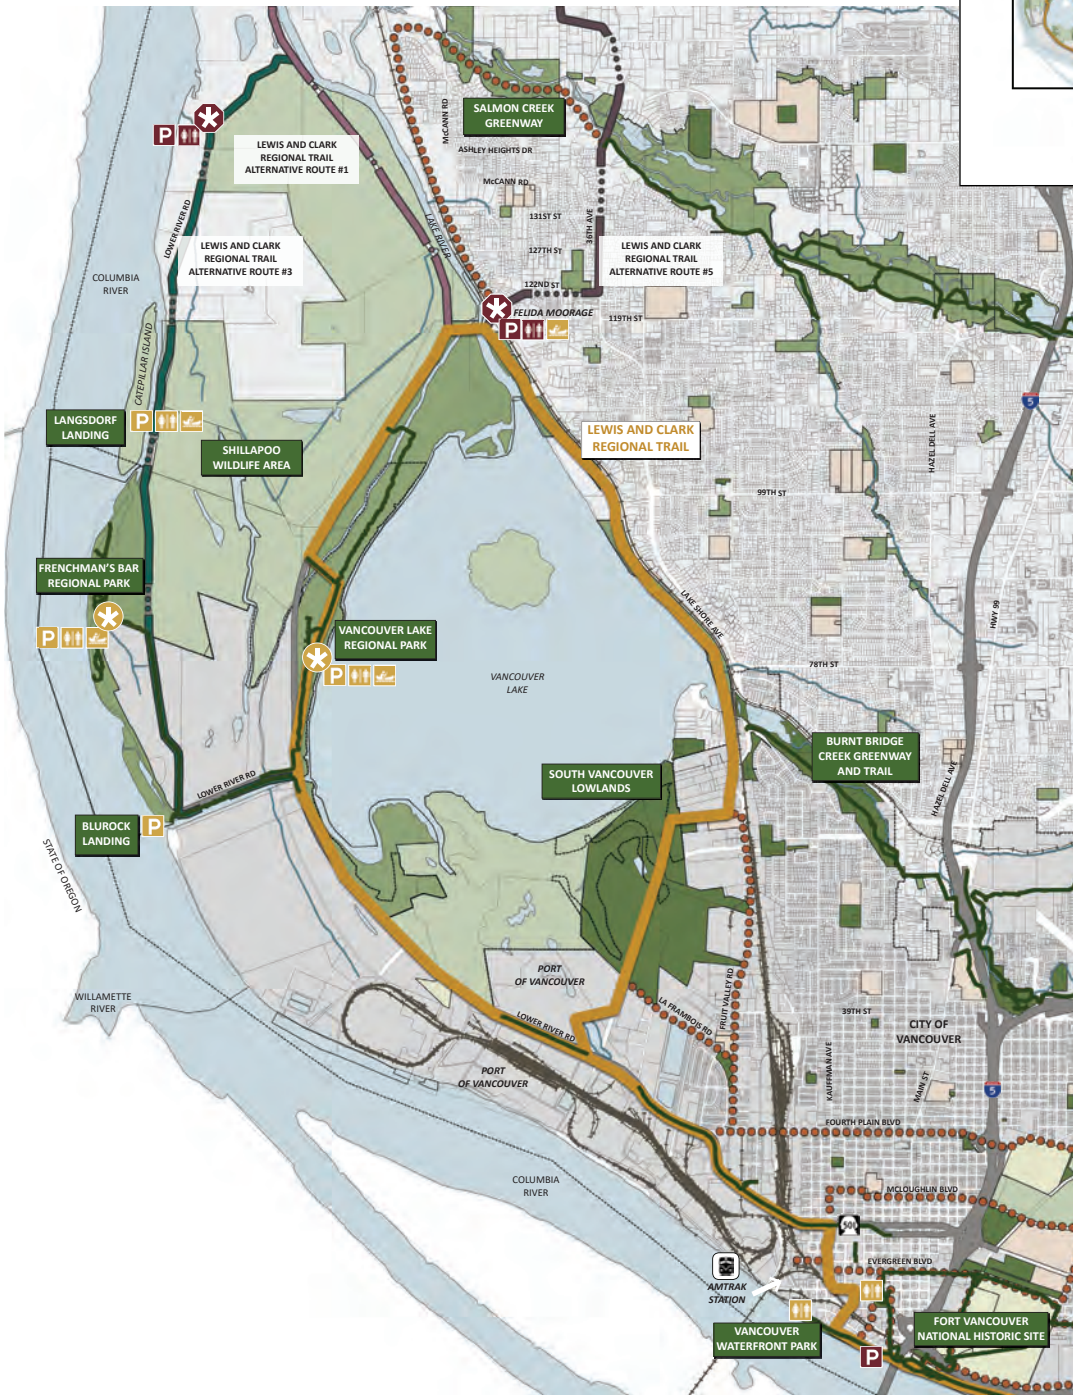 SALMON CREEK
GREENWAY
McCANN RD
ASHLEY HEIGHTS DR
McCANN RD
131ST ST
36TH AVE
127TH ST
122ND ST
119TH ST
P
LEWIS AND CLARK
REGIONAL TRAIL
ALTERNATIVE ROUTE #1
LEWIS AND CLARK
REGIONAL TRAIL
ALTERNATIVE ROUTE #3
LEWIS AND CLARK
REGIONAL TRAIL
ALTERNATIVE ROUTE #5
LOWER RIVER RD
LAKE RIVER
COLUMBIA
RIVER
FELIDA MOORAGE
P
CATEPILLAR ISLAND
5
LANGSDORF
LANDING
P
SHILLAPOO
WILDLIFE AREA
LEWIS AND CLARK
REGIONAL TRAIL
HAZEL DELL AVE
99TH ST
FRENCHMAN'S BAR
REGIONAL PARK
P
LAKE SHORE AVE
HWY 99
VANCOUVER LAKE
REGIONAL PARK
P
78TH ST
VANCOUVER
LAKE
BURNT BRIDGE
CREEK GREENWAY
AND TRAIL
SOUTH VANCOUVER
LOWLANDS
LOWER RIVER RD
HAZEL DELL AVE
BLUROCK
LANDING
P
STATE OF OREGON
PORT
OF VANCOUVER
WILLAMETTE
RIVER
LA FRAMBOIS RD
FRUIT VALLEY RD
39TH ST
CITY OF
VANCOUVER
LOWER RIVER RD
KAUFFMAN AVE
MAIN ST
PORT
OF VANCOUVER
5
FOURTH PLAIN BLVD
COLUMBIA
RIVER
MCLOUGHLIN BLVD
501
EVERGREEN BLVD
AMTRAK
STATION
VANCOUVER
WATERFRONT PARK
FORT VANCOUVER
NATIONAL HISTORIC SITE
P